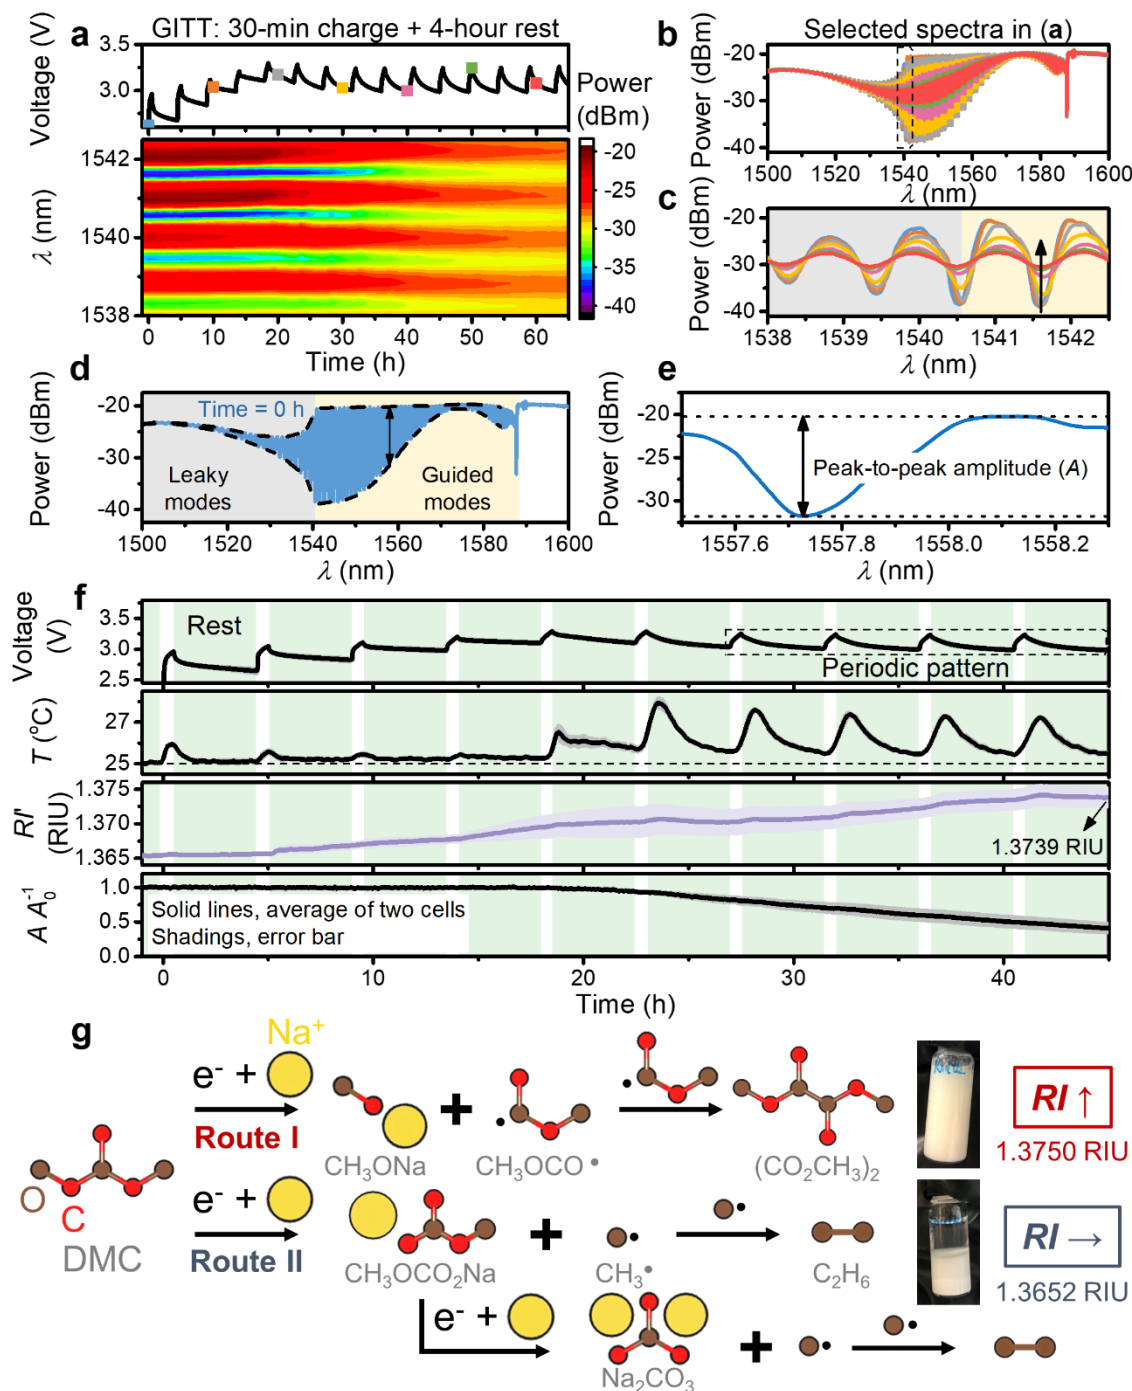 a
GITT: 30-min charge + 4-hour rest
Voltage (V)
3.5
3.0
Power
(dBm)
λ (nm)
1542
1540
1538
-20
-25
-30
-35
-40
0
10
20
30
40
50
60
Time (h)
b
Selected spectra in (a)
Power (dBm)
-20
-30
-40
1500
1520
1540
1560
1580
1600
λ (nm)
c
Power (dBm)
-20
-30
-40
1538
1539
1540
1541
1542
λ (nm)
d
Power (dBm)
-20
-30
-40
Time = 0 h
Leaky
modes
Guided
modes
1500
1520
1540
1560
1580
1600
λ (nm)
e
Power (dBm)
-20
-25
-30
Peak-to-peak amplitude (A)
1557.6
1557.8
1558.0
1558.2
λ (nm)
f
Voltage
(V)
3.5
3.0
2.5
Rest
Periodic pattern
T (°C)
27
25
RI'
(RIU)
1.375
1.370
1.365
1.3739 RIU
A A₀⁻¹
1.0
0.5
0.0
Solid lines, average of two cells
Shadings, error bar
0
10
20
30
40
Time (h)
g
Na⁺
e⁻ +
Route I
CH₃ONa
+
CH₃OCO •
(CO₂CH₃)₂
RI ↑
1.3750 RIU
O
C
DMC
e⁻ +
Route II
CH₃OCO₂Na
+
CH₃•
C₂H₆
RI →
1.3652 RIU
e⁻ +
Na₂CO₃
+